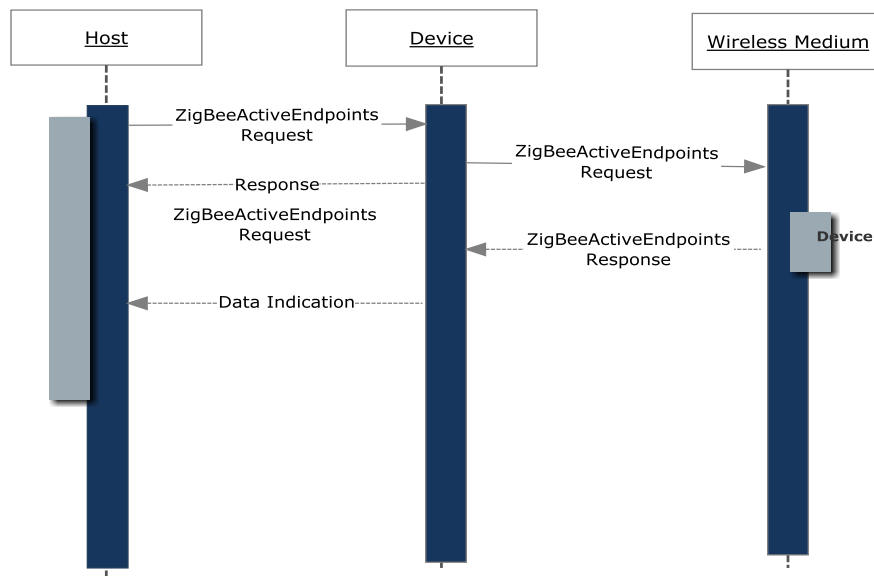 Host
Device
Wireless Medium
ZigBeeActiveEndpoints
Request
ZigBeeActiveEndpoints
Request
Response
ZigBeeActiveEndpoints
Request
ZigBeeActiveEndpoints
Response
Device
Data Indication